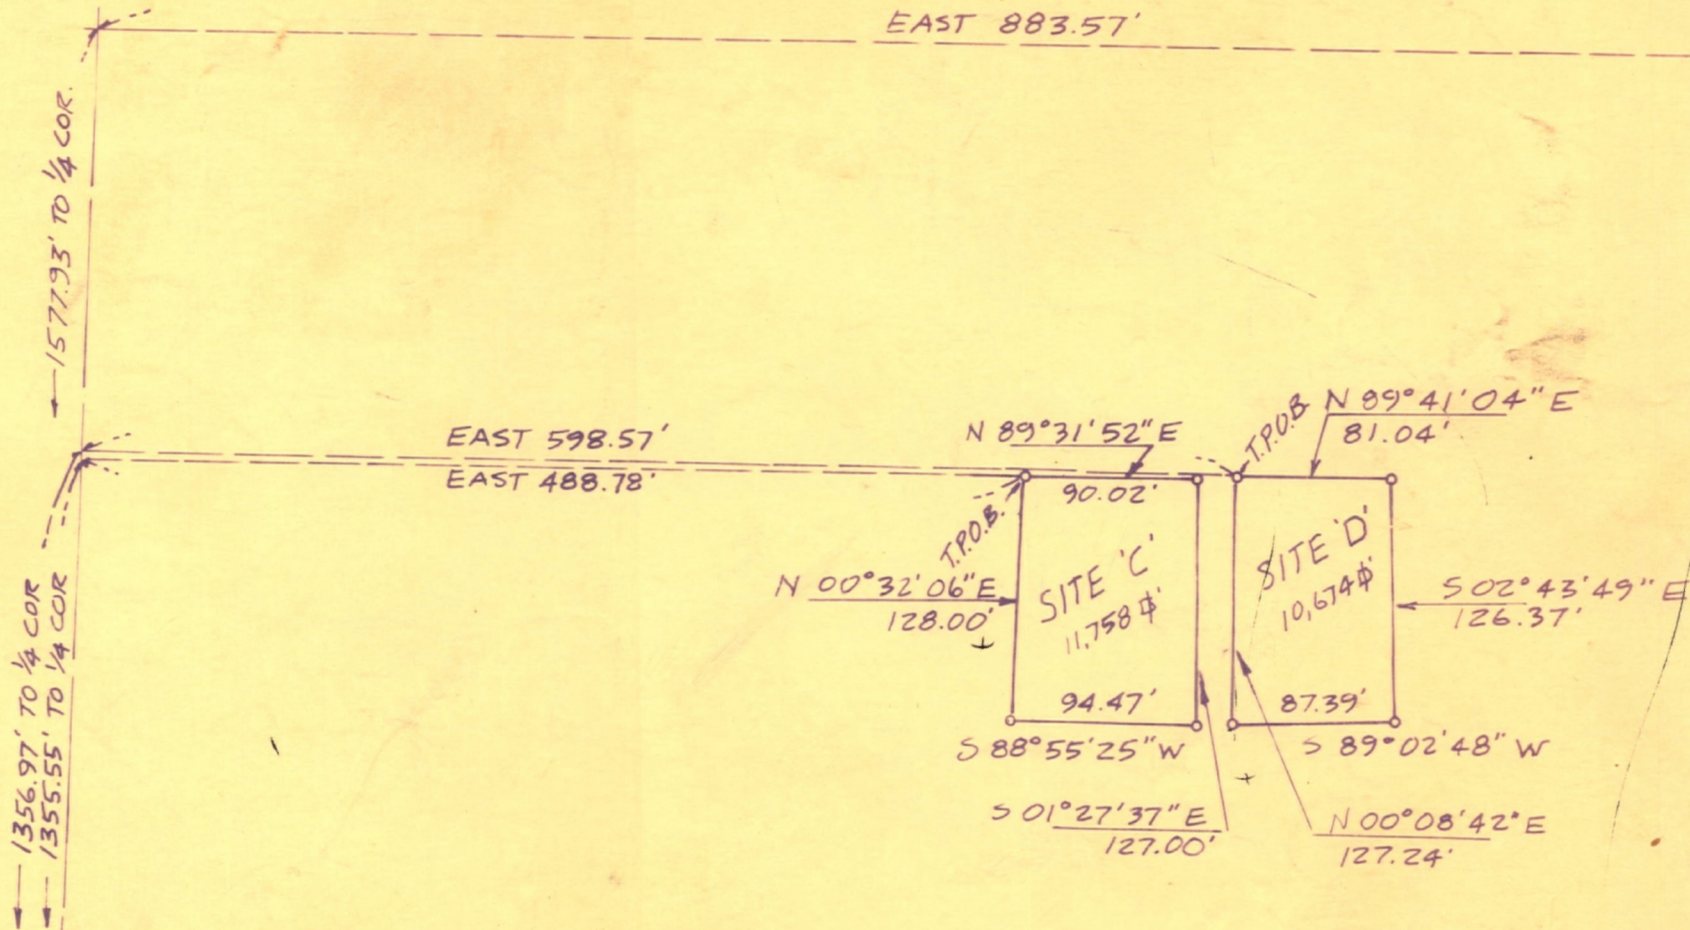 EAST 883.57'
1577.93' TO 1/4 COR.
EAST 598.57'
EAST 488.78'
1356.97' TO 1/4 COR
1355.55' TO 1/4 COR
N 89°31'52" E
90.02'
T.P.O.B.
N 00°32'06" E
128.00'
SITE 'C'
11,758
94.47'
S 88°55'25" W
S 01°27'37" E
127.00'
T.P.O.B.
N 89°41'04" E
81.04'
SITE 'D'
10,674
S 02°43'49" E
126.37'
87.39'
S 89°02'48" W
N 00°08'42" E
127.24'